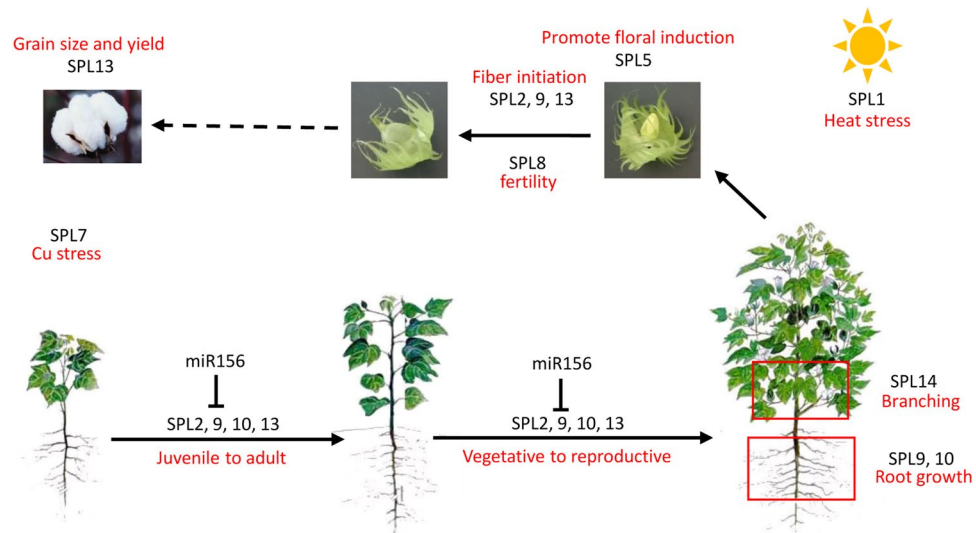 Grain size and yield
SPL13
Promote floral induction
SPL5
Fiber initiation
SPL2, 9, 13
SPL8
fertility
SPL1
Heat stress
SPL7
Cu stress
miR156
SPL2, 9, 10, 13
Juvenile to adult
miR156
SPL2, 9, 10, 13
Vegetative to reproductive
SPL14
Branching
SPL9, 10
Root growth